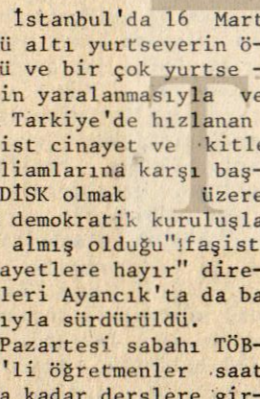 İstanbul'da 16 Mart
ü altı yurtseverin ö-
ü ve bir çok yurtse -
in yaralanmasıyla ve
Tarkiye'de hızlanan
ist cinayet ve kitle
liamlarına karşı baş-
DİSK olmak üzere
demokratik kuruluşla
almış olduğu"ifaşist
ayetlere hayır" dire-
leri Ayancık'ta da ba
ıyla sürdürüldü.
Pazartesi sabahı TÖB-
'li öğretmenler saat
a kadar derslere gir-